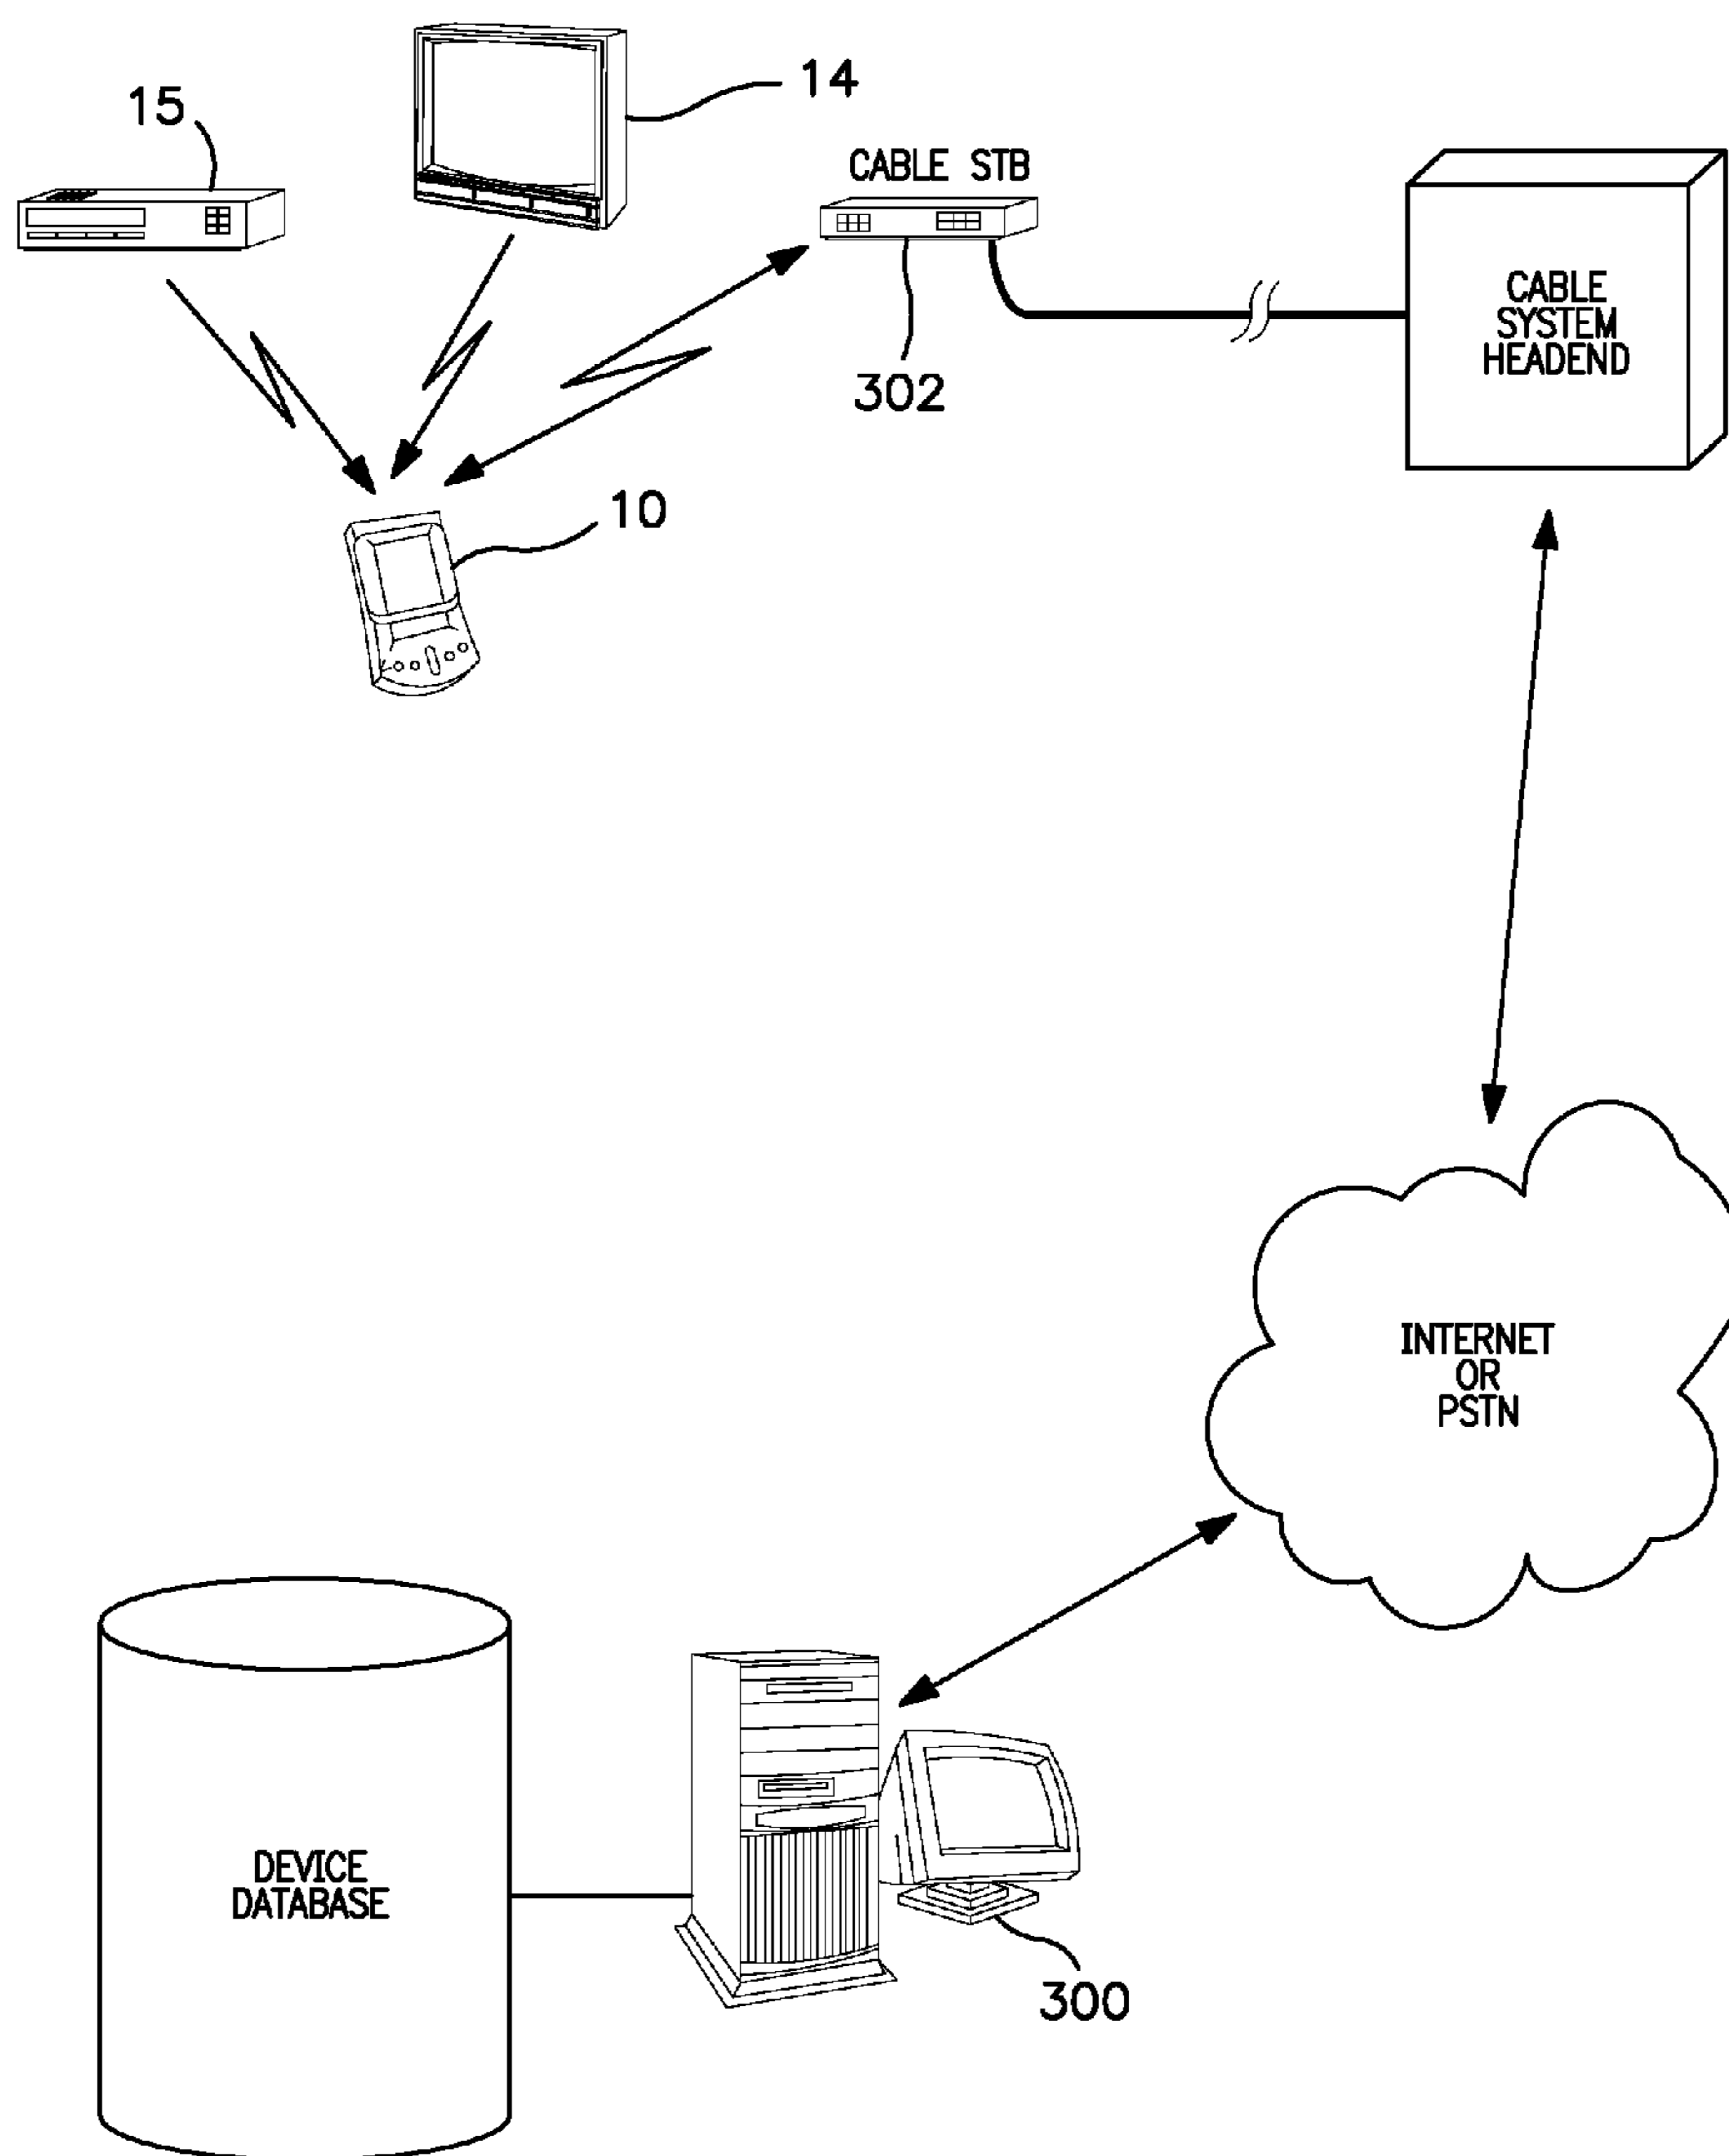 14
15
CABLE STB
CABLE
SYSTEM
HEADEND
302
10
INTERNET
OR
PSTN
DEVICE
DATABASE
300